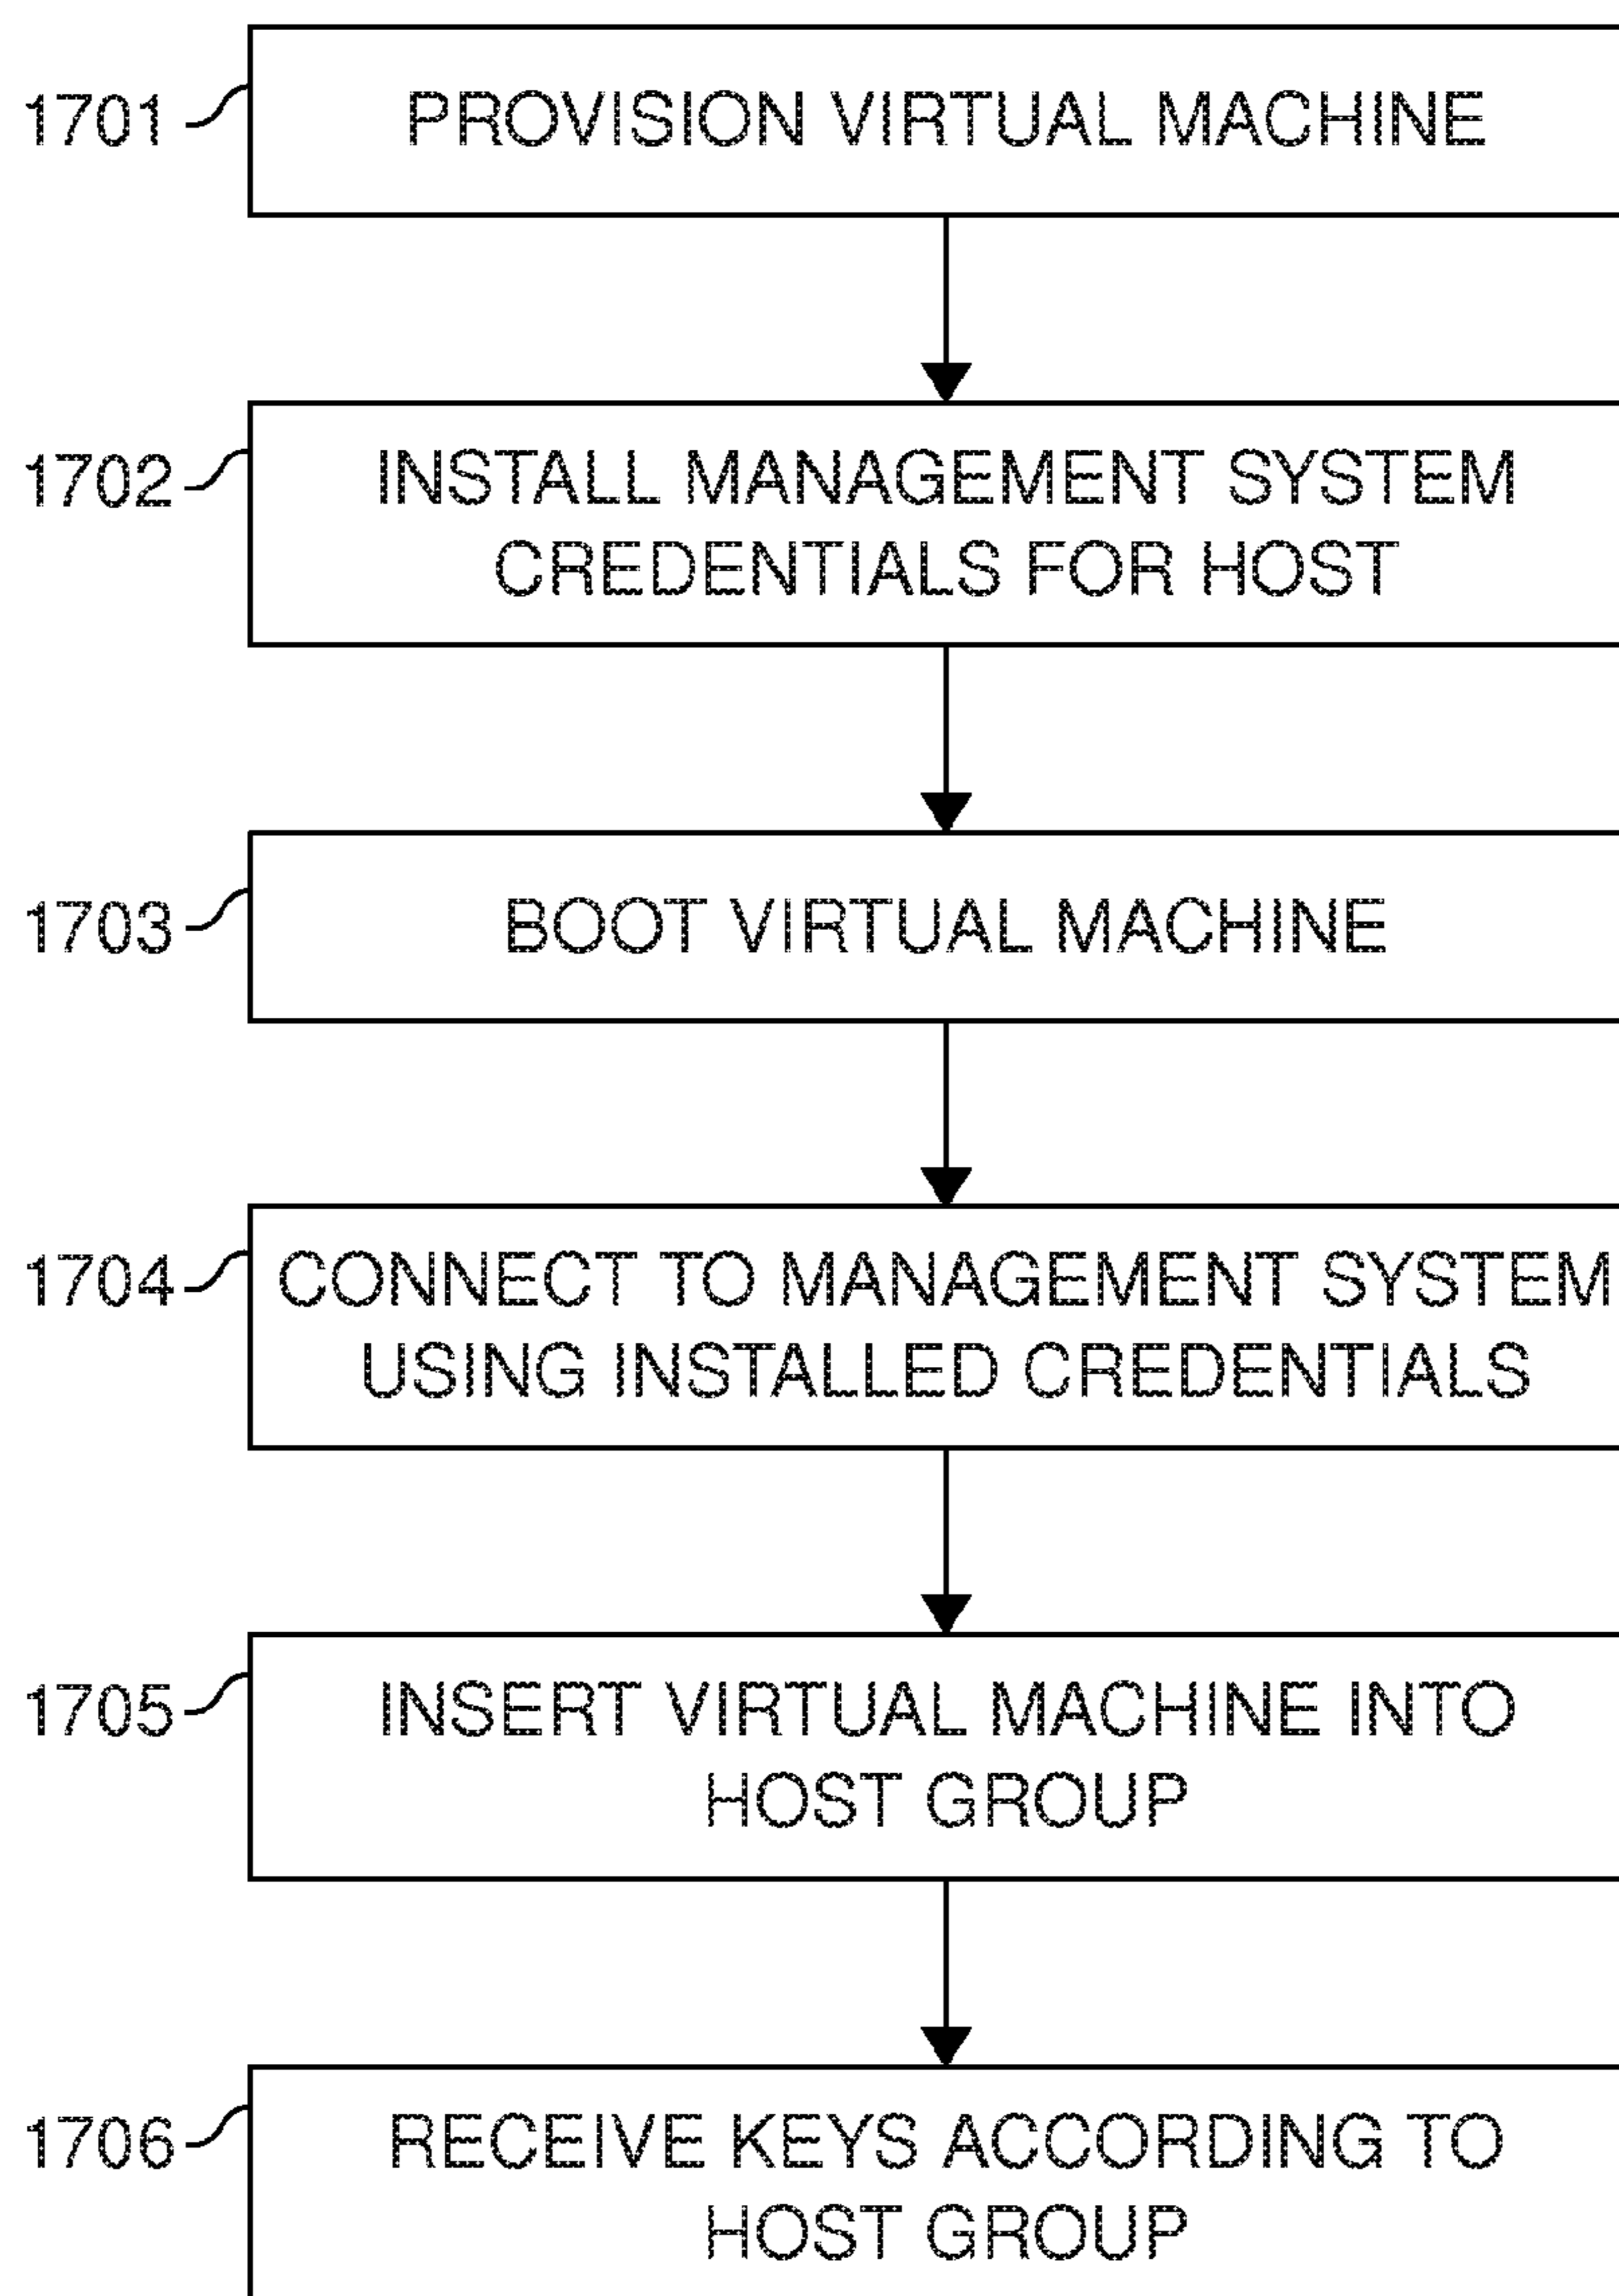 1701
PROVISION VIRTUAL MACHINE
1702
INSTALL MANAGEMENT SYSTEM
CREDENTIALS FOR HOST
1703
BOOT VIRTUAL MACHINE
1704
CONNECT TO MANAGEMENT SYSTEM
USING INSTALLED CREDENTIALS
1705
INSERT VIRTUAL MACHINE INTO
HOST GROUP
1706
RECEIVE KEYS ACCORDING TO
HOST GROUP